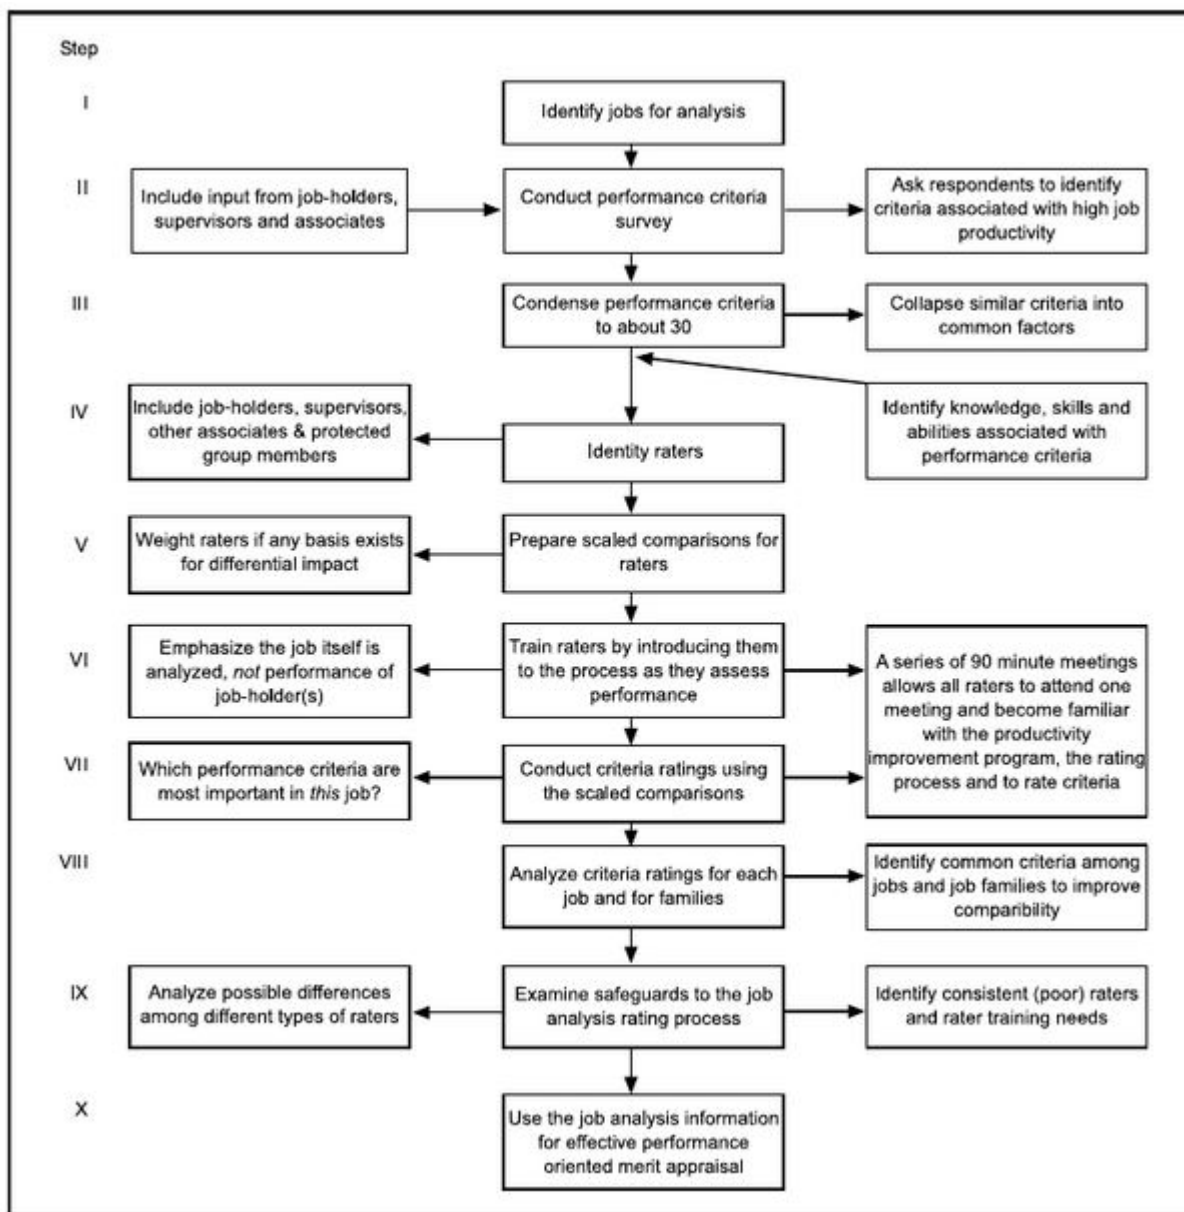 Step
I
Identify jobs for analysis
II
Include input from job-holders,
supervisors and associates
Conduct performance criteria
survey
Ask respondents to identify
criteria associated with high job
productivity
III
Condense performance criteria
to about 30
Collapse similar criteria into
common factors
IV
Include job-holders, supervisors,
other associates & protected
group members
Identity raters
Identify knowledge, skills and
abilities associated with
performance criteria
V
Weight raters if any basis exists
for differential impact
Prepare scaled comparisons for
raters
VI
Emphasize the job itself is
analyzed, not performance of
job-holder(s)
Train raters by introducing them
to the process as they assess
performance
A series of 90 minute meetings
allows all raters to attend one
meeting and become familiar
with the productivity
improvement program, the rating
process and to rate criteria
VII
Which performance criteria are
most important in this job?
Conduct criteria ratings using
the scaled comparisons
VIII
Analyze criteria ratings for each
job and for families
Identify common criteria among
jobs and job families to improve
comparibility
IX
Analyze possible differences
among different types of raters
Examine safeguards to the job
analysis rating process
Identify consistent (poor) raters
and rater training needs
X
Use the job analysis information
for effective performance
oriented merit appraisal